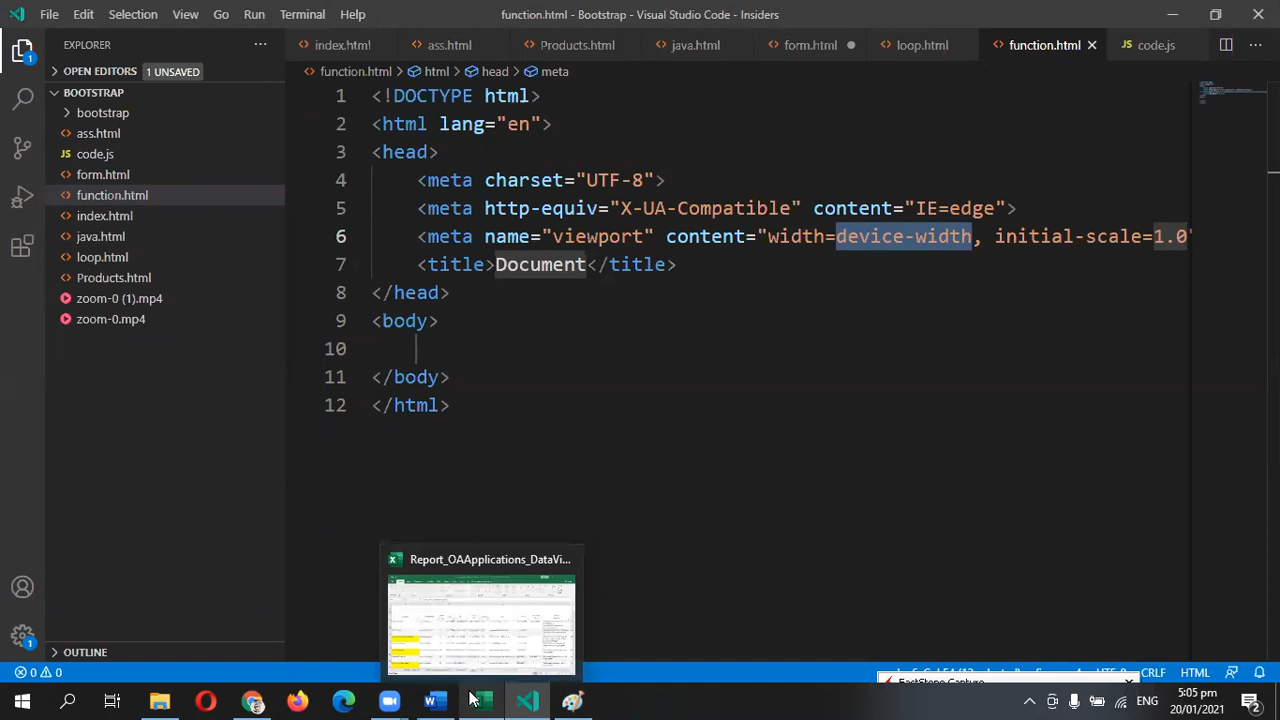 File Edit Selection View Go Run Terminal Help function.html - Bootstrap - Visual Studio Code - Insiders
EXPLORER
index.html ass.html Products.html java.html form.html loop.html function.html code.js
OPEN EDITORS 1 UNSAVED
function.html > html > head > meta
BOOTSTRAP
bootstrap
ass.html
code.js
form.html
function.html
index.html
java.html
loop.html
Products.html
zoom-0 (1).mp4
zoom-0.mp4
OUTLINE
1 <!DOCTYPE html>
2 <html lang="en">
3 <head>
4 <meta charset="UTF-8">
5 <meta http-equiv="X-UA-Compatible" content="IE=edge">
6 <meta name="viewport" content="width=device-width, initial-scale=1.0"
7 <title>Document</title>
8 </head>
9 <body>
10
11 </body>
12 </html>
Report_OAApplications_DataVi...
0 0
CRLF HTML
FastStone Capture
ENG
5:05 pm
20/01/2021
2